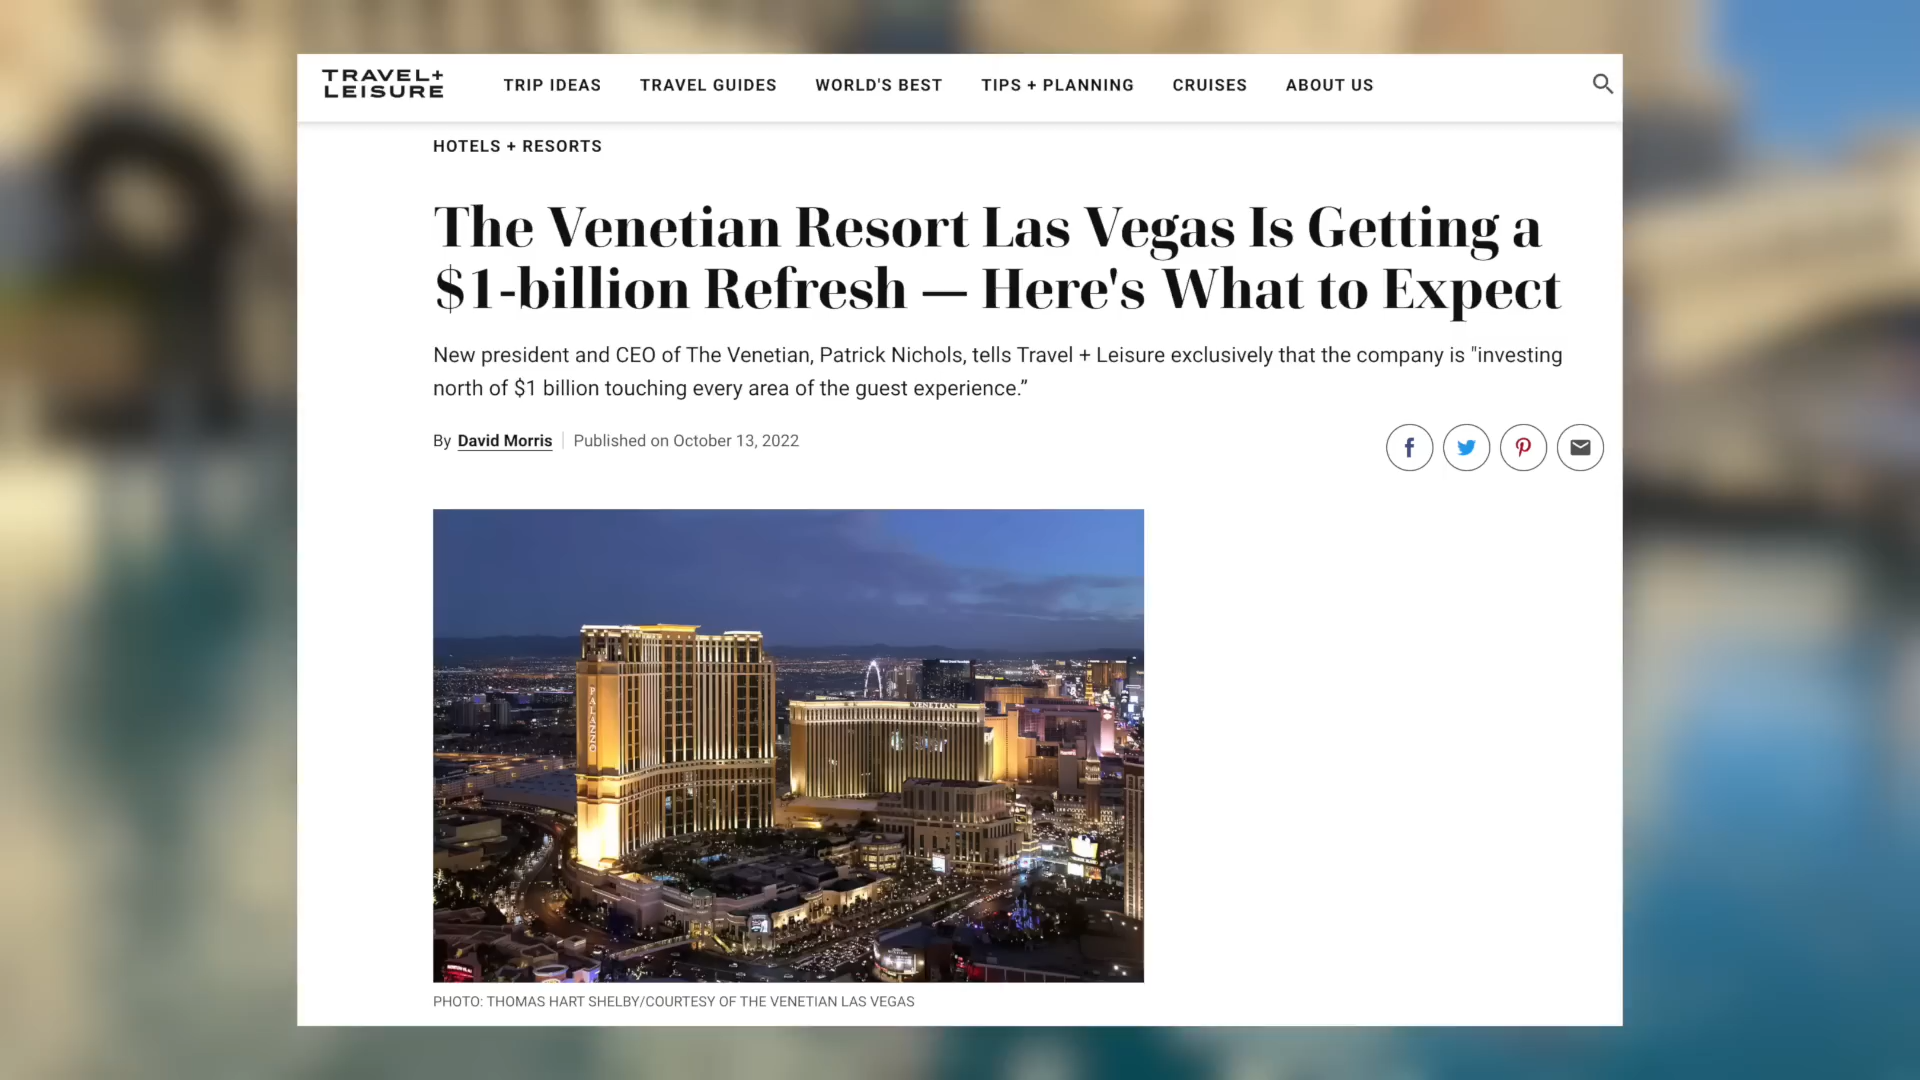 TRAVEL+
LEISURE
TRIP IDEAS TRAVEL GUIDES WORLD'S BEST TIPS + PLANNING CRUISES ABOUT US
HOTELS + RESORTS
The Venetian Resort Las Vegas Is Getting a
$1-billion Refresh — Here's What to Expect
New president and CEO of The Venetian, Patrick Nichols, tells Travel + Leisure exclusively that the company is "investing
north of $1 billion touching every area of the guest experience.”
By David Morris Published on October 13, 2022
PALAZZO
VENETIAN
PHOTO: THOMAS HART SHELBY/COURTESY OF THE VENETIAN LAS VEGAS